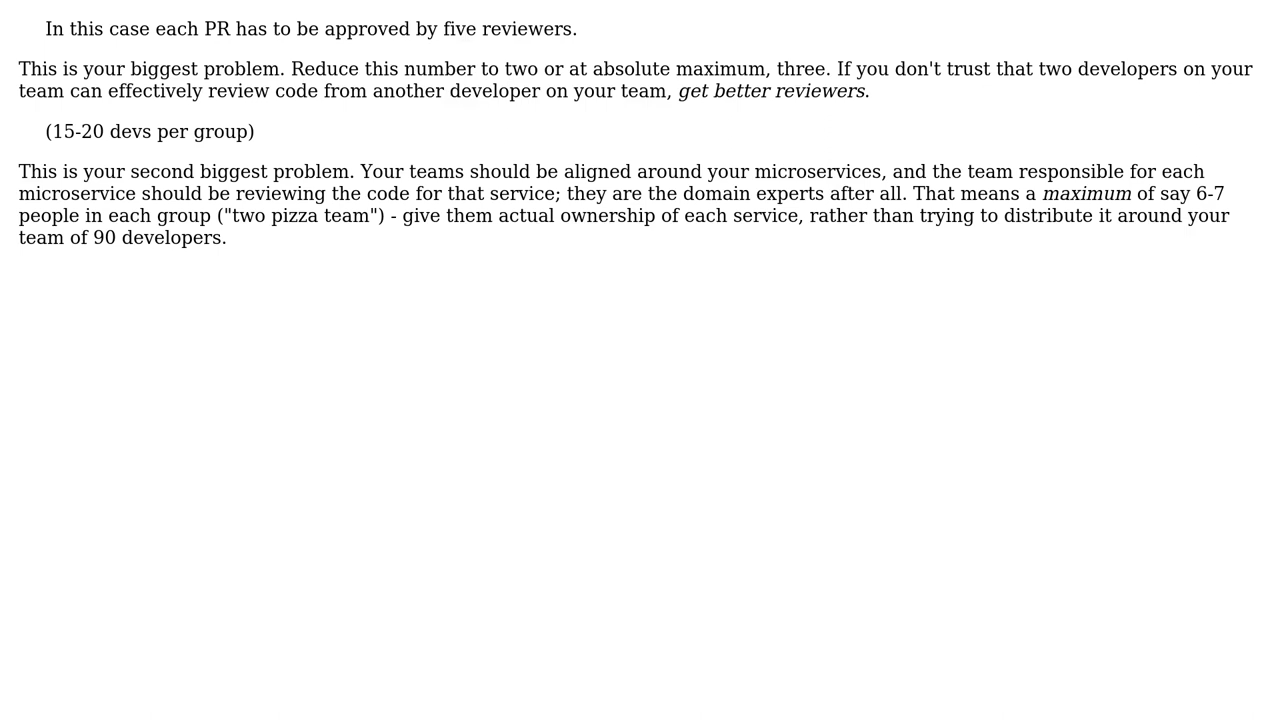 In this case each PR has to be approved by five reviewers.
This is your biggest problem. Reduce this number to two or at absolute maximum, three. If you don't trust that two developers on your
team can effectively review code from another developer on your team, get better reviewers.
(15-20 devs per group)
This is your second biggest problem. Your teams should be aligned around your microservices, and the team responsible for each
microservice should be reviewing the code for that service; they are the domain experts after all. That means a maximum of say 6-7
people in each group ("two pizza team") - give them actual ownership of each service, rather than trying to distribute it around your
team of 90 developers.